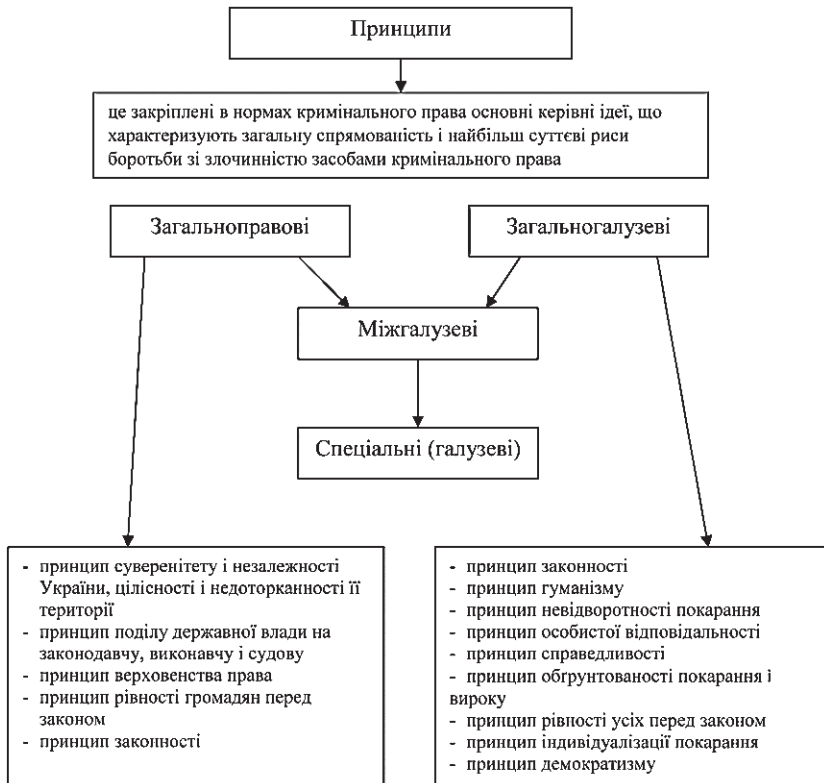 Принципи
це закріплені в нормах кримінального права основні керівні ідеї, що
характеризують загальну спрямованість і найбільш суттєві риси
боротьби зі злочинністю засобами кримінального права
Загальноправові
Загальногалузеві
Міжгалузеві
Спеціальні (галузеві)
- принцип суверенітету і незалежності
України, цілісності і недоторканності її
території
- принцип поділу державної влади на
законодавчу, виконавчу і судову
- принцип верховенства права
- принцип рівності громадян перед
законом
- принцип законності
- принцип законності
- принцип гуманізму
- принцип невідворотності покарання
- принцип особистої відповідальності
- принцип справедливості
- принцип обґрунтованості покарання і
вироку
- принцип рівності усіх перед законом
- принцип індивідуалізації покарання
- принцип демократизму